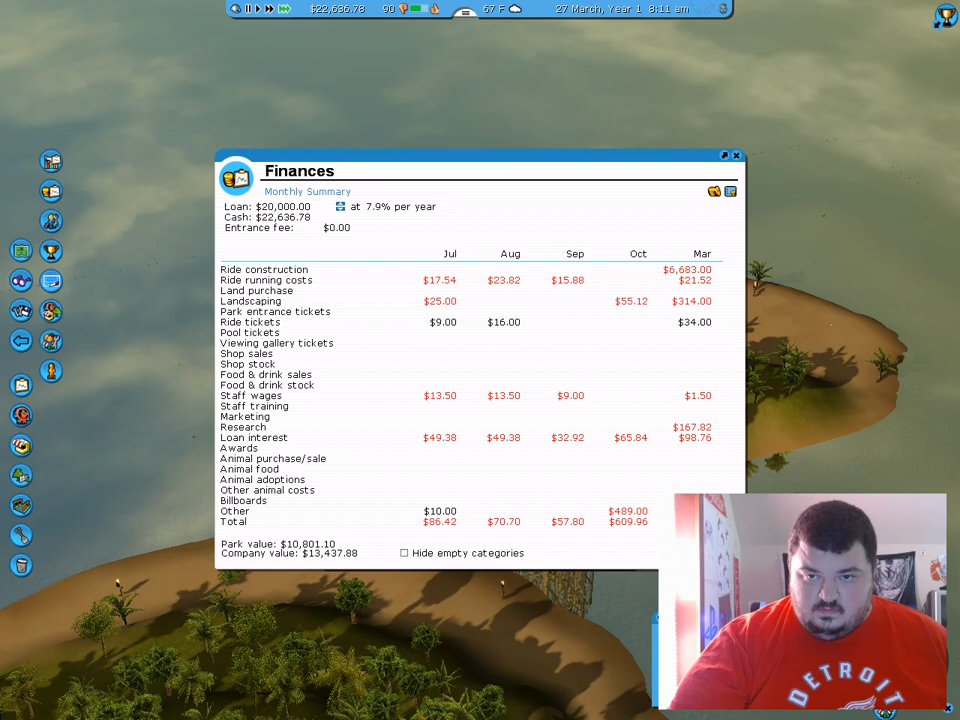 $22,636.78 90 67 F 27 March, Year 1 8:11 am
Finances
Monthly Summary
Loan: $20,000.00 at 7.9% per year
Cash: $22,636.78
Entrance fee: $0.00
Jul Aug Sep Oct Mar
Ride construction $6,683.00
Ride running costs $17.54 $23.82 $15.88 $21.52
Land purchase
Landscaping $25.00 $55.12 $314.00
Park entrance tickets
Ride tickets $9.00 $16.00 $34.00
Pool tickets
Viewing gallery tickets
Shop sales
Shop stock
Food & drink sales
Food & drink stock
Staff wages $13.50 $13.50 $9.00 $1.50
Staff training
Marketing
Research $167.82
Loan interest $49.38 $49.38 $32.92 $65.84 $98.76
Awards
Animal purchase/sale
Animal food
Animal adoptions
Other animal costs
Billboards
Other $10.00 $489.00
Total $86.42 $70.70 $57.80 $609.96
Park value: $10,801.10
Company value: $13,437.88 Hide empty categories
DETROIT